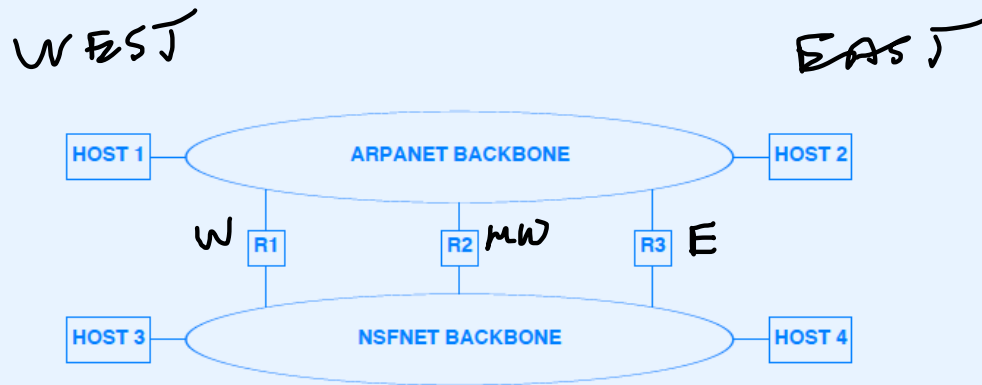 WEST EAST
HOST 1 ARPANET BACKBONE HOST 2
W R1 R2 MW R3 E
HOST 3 NSFNET BACKBONE HOST 4